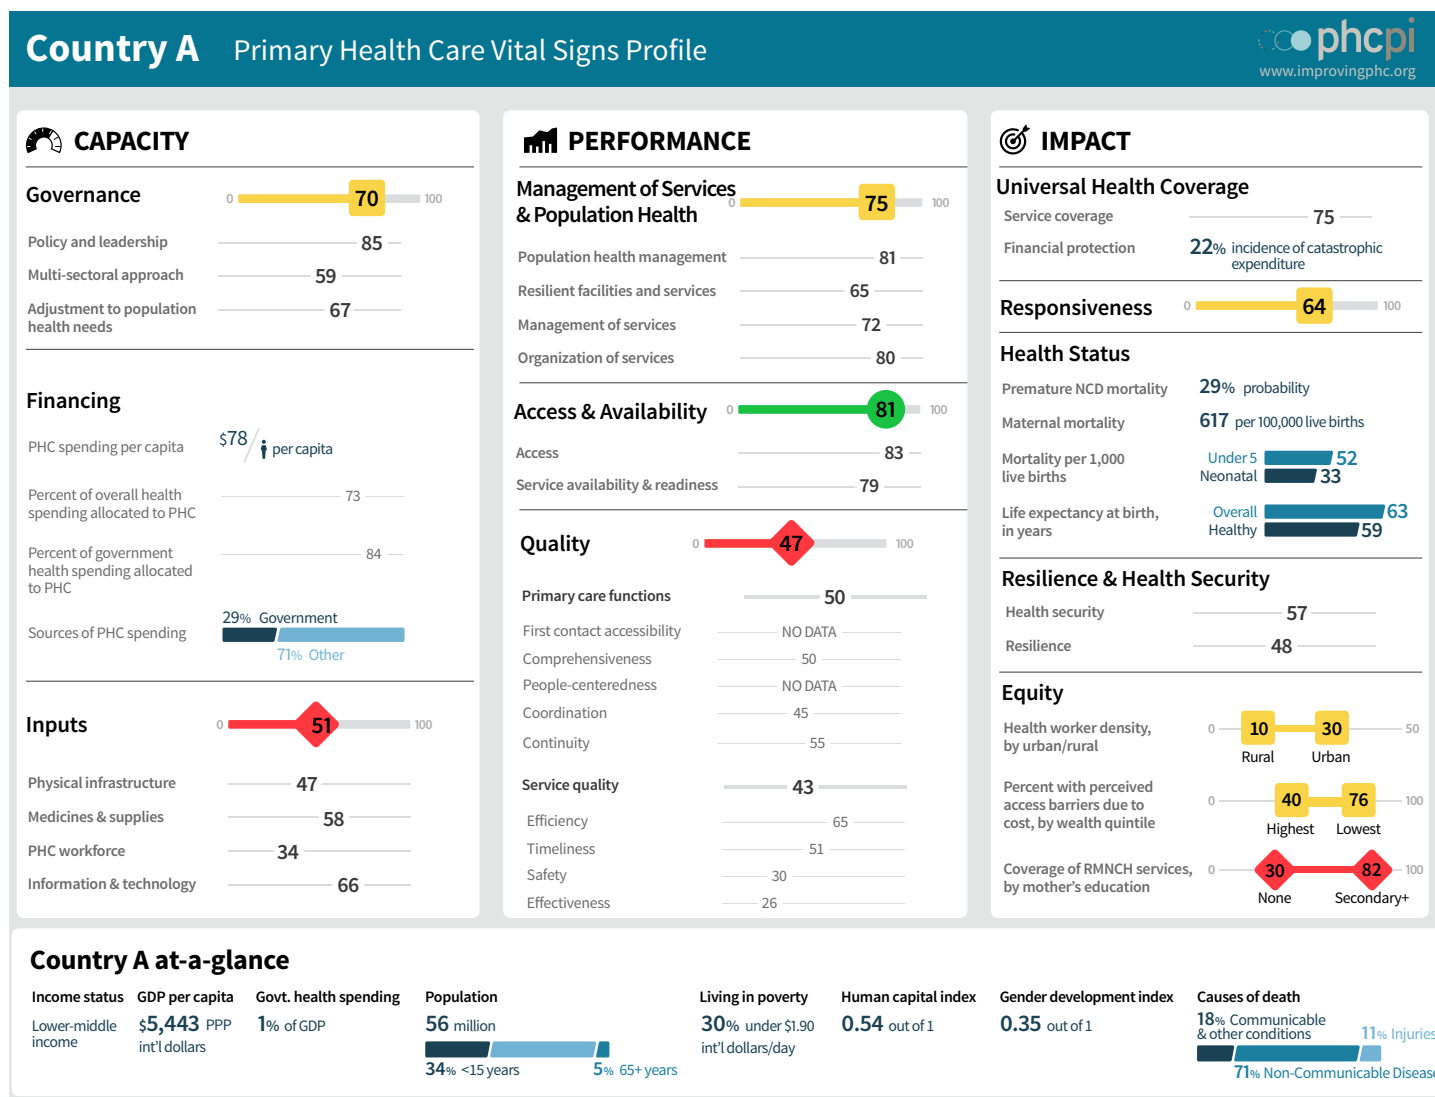 Country A Primary Health Care Vital Signs Profile
phcpi
www.improvingphc.org
CAPACITY
Governance 0 70 100
Policy and leadership 85
Multi-sectoral approach 59
Adjustment to population 67
health needs
Financing
PHC spending per capita $78 per capita
Percent of overall health 73
spending allocated to PHC
Percent of government 84
health spending allocated
to PHC
29% Government
Sources of PHC spending
71% Other
Inputs 0 51 100
Physical infrastructure 47
Medicines & supplies 58
PHC workforce 34
Information & technology 66
PERFORMANCE
Management of Services
& Population Health 0 75 100
Population health management 81
Resilient facilities and services 65
Management of services 72
Organization of services 80
Access & Availability 0 81 100
Access 83
Service availability & readiness 79
Quality 0 47 100
Primary care functions 50
First contact accessibility NO DATA
Comprehensiveness 50
People-centeredness NO DATA
Coordination 45
Continuity 55
Service quality 43
Efficiency 65
Timeliness 51
Safety 30
Effectiveness 26
IMPACT
Universal Health Coverage
Service coverage 75
Financial protection 22% incidence of catastrophic
expenditure
Responsiveness 0 64 100
Health Status
Premature NCD mortality 29% probability
Maternal mortality 617 per 100,000 live births
Mortality per 1,000 Under 5 52
live births Neonatal 33
Life expectancy at birth, Overall 63
in years Healthy 59
Resilience & Health Security
Health security 57
Resilience 48
Equity
Health worker density, 0 10 30 50
by urban/rural Rural Urban
Percent with perceived
access barriers due to 0 40 76 100
cost, by wealth quintile Highest Lowest
Coverage of RMNCH services, 0 30 82 100
by mother's education None Secondary+
Country A at-a-glance
Income status
Lower-middle
income
GDP per capita
$5,443 PPP
int'l dollars
Govt. health spending
1% of GDP
Population
56 million
34% <15 years 5% 65+ years
Living in poverty
30% under $1.90
int'l dollars/day
Human capital index
0.54 out of 1
Gender development index
0.35 out of 1
Causes of death
18% Communicable
& other conditions 11% Injuries
71% Non-Communicable Disease